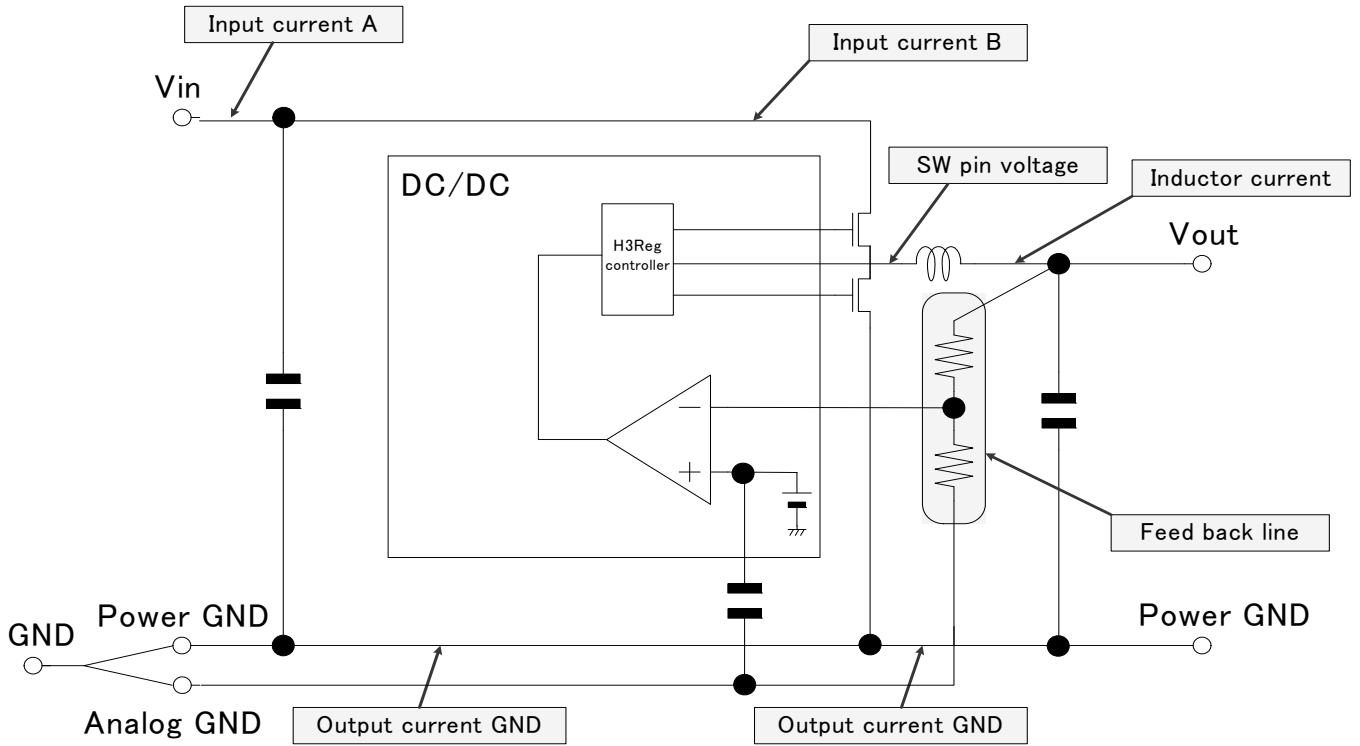 Input current A
Input current B
Vin
SW pin voltage
DC/DC
Inductor current
H3Reg
controller
Vout
−
+
Feed back line
Power GND
Power GND
GND
Analog GND
Output current GND
Output current GND